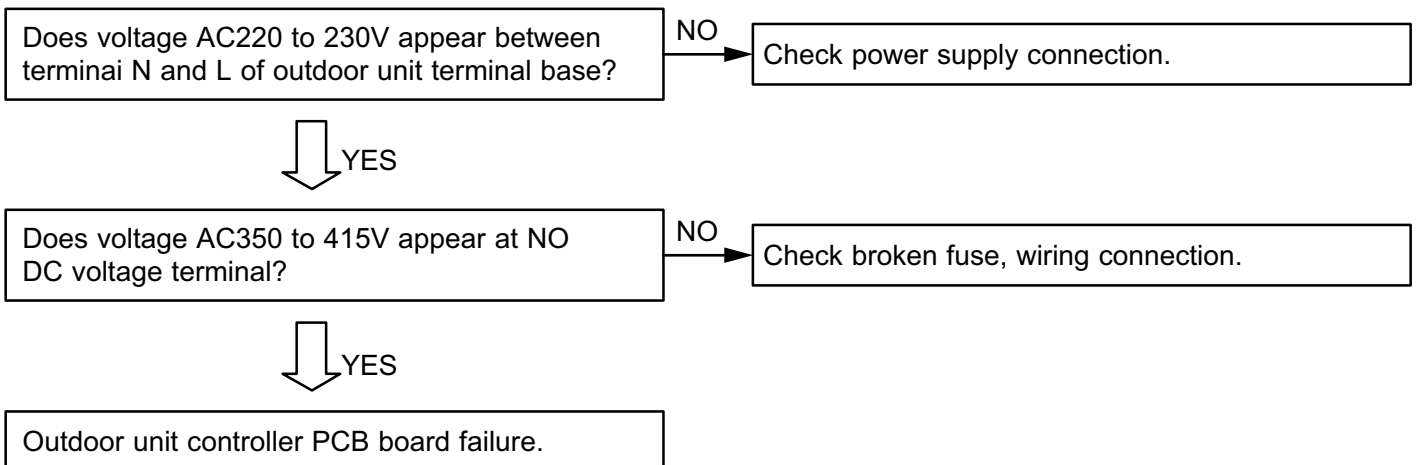 Does voltage AC220 to 230V appear between
terminai N and L of outdoor unit terminal base?
NO
Check power supply connection.
YES
Does voltage AC350 to 415V appear at NO
DC voltage terminal?
NO
Check broken fuse, wiring connection.
YES
Outdoor unit controller PCB board failure.